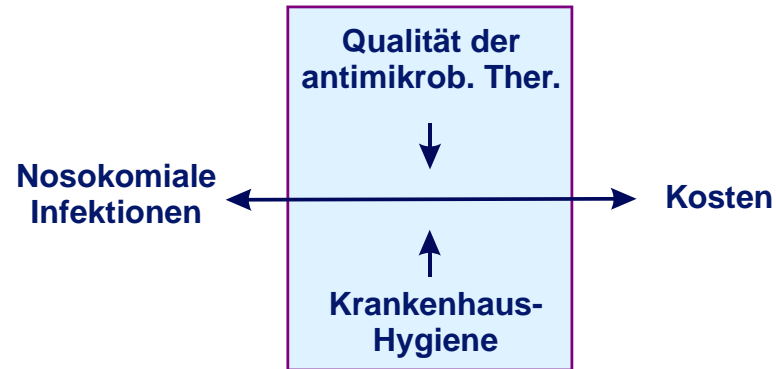 Qualität der
antimikrob. Ther.
Nosokomiale
Infektionen
Kosten
Krankenhaus-
Hygiene